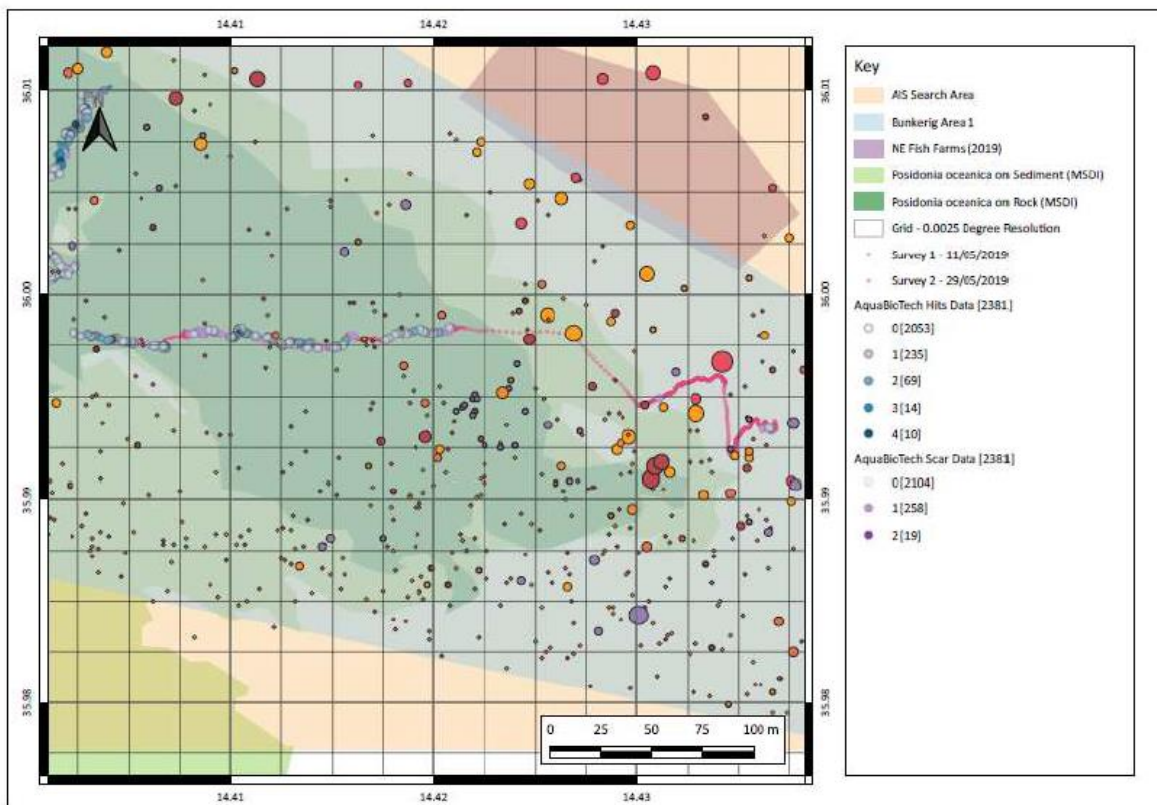 14.41 14.42 14.43
36.01 36.01
36.00 36.00
35.99 35.99
35.98 35.98
14.41 14.42 14.43
0 25 50 75 100 m
Key
AIS Search Area
Bunkerig Area 1
NE Fish Farms (2019)
Posidonia oceanica on Sediment (MSDI)
Posidonia oceanica on Rock (MSDI)
Grid - 0.0025 Degree Resolution
Survey 1 - 11/05/2019
Survey 2 - 29/05/2019
AquaBioTech Hits Data [2381]
0 [2053]
1 [235]
2 [69]
3 [14]
4 [10]
AquaBioTech Scar Data [2381]
0 [2104]
1 [258]
2 [19]